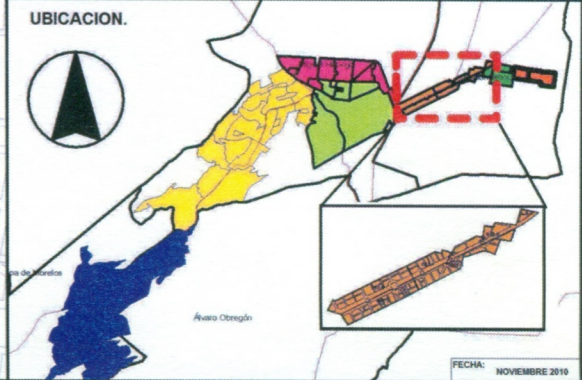 UBICACION.
pa de Morelos
Álvaro Obregón
FECHA:
NOVIEMBRE 2010